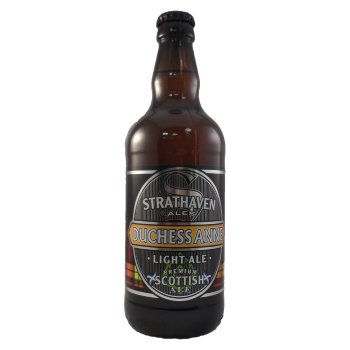 STRATHAVEN
ALES
DUCHESS ANNE
• LIGHT ALE •
PREMIUM
SCOTTISH
ALE